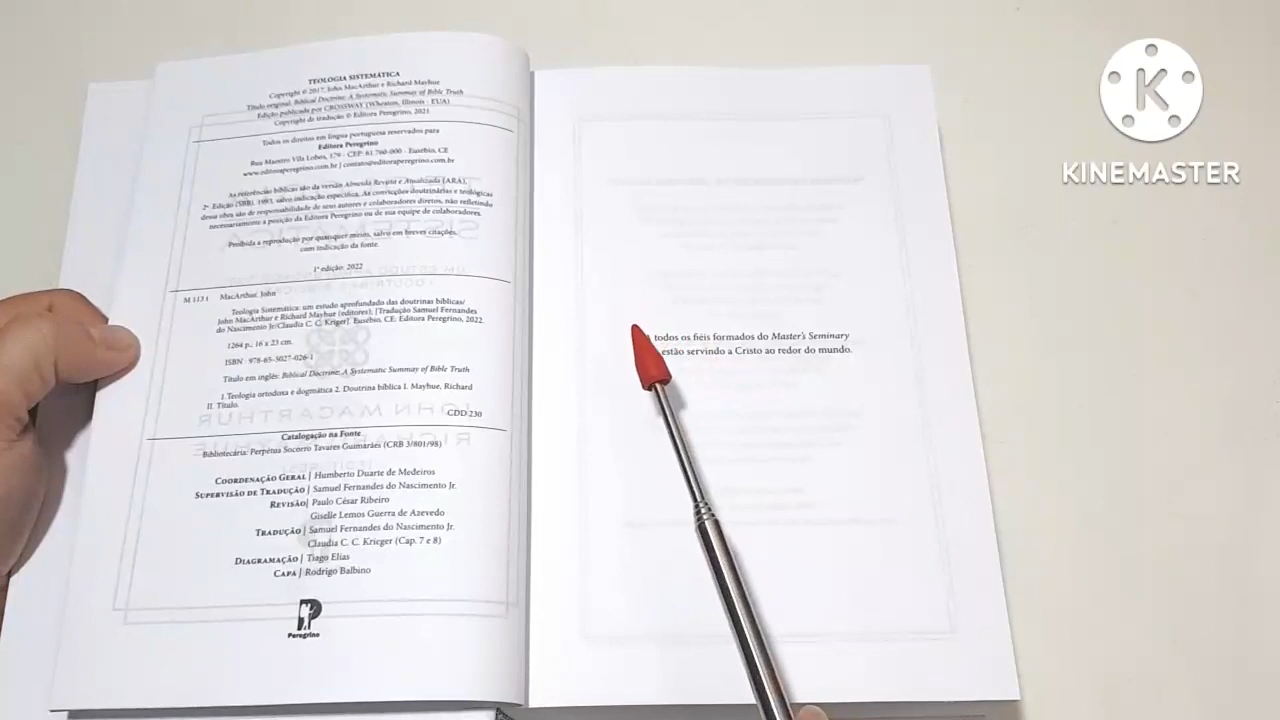 TEOLOGIA SISTEMÁTICA
Copyright © 2017, John MacArthur e Richard Mayhue
Título original: Biblical Doctrine: A Systematic Summay of Bible Truth
Edição publicada por CROSSWAY (Wheaton, Illinois - EUA)
Copyright da tradução © Editora Peregrino, 2021
Todos os direitos em língua portuguesa reservados para
Editora Peregrino
Rua Maestro Vila Lobos, 179 - CEP: 61.760-000 - Eusébio, CE
www.editoraperegrino.com.br | contato@editoraperegrino.com.br
As referências bíblicas são da versão Almeida Revista e Atualizada (ARA),
2ª Edição (SBB), 1993, salvo indicação específica. As convicções doutrinárias e teológicas
dessa obra são de responsabilidade de seus autores e colaboradores diretos, não refletindo
necessariamente a posição da Editora Peregrino ou de sua equipe de colaboradores.
Proibida a reprodução por quaisquer meios, salvo em breves citações,
com indicação da fonte.
1ª edição: 2022
M 113 t MacArthur, John
Teologia Sistemática: um estudo aprofundado das doutrinas bíblicas/
John MacArthur e Richard Mayhue (editores); [Tradução Samuel Fernandes
do Nascimento Jr/Claudia C. C. Kriger]. Eusébio, CE: Editora Peregrino, 2022.
1264 p.; 16 x 23 cm.
ISBN - 978-65-5027-026-1
Título em inglês: Biblical Doctrine: A Systematic Summay of Bible Truth
1.Teologia ortodoxa e dogmática 2. Doutrina bíblica I. Mayhue, Richard
II. Título.
CDD 230
Catalogação na Fonte
Bibliotecária: Perpétua Socorro Tavares Guimarães (CRB 3/801/98)
COORDENAÇÃO GERAL | Humberto Duarte de Medeiros
SUPERVISÃO DE TRADUÇÃO | Samuel Fernandes do Nascimento Jr.
REVISÃO| Paulo César Ribeiro
Giselle Lemos Guerra de Azevedo
TRADUÇÃO | Samuel Fernandes do Nascimento Jr.
Claudia C. C. Krieger (Cap. 7 e 8)
DIAGRAMAÇÃO | Tiago Elias
CAPA | Rodrigo Balbino
Peregrino
todos os fiéis formados do Master's Seminary
estão servindo a Cristo ao redor do mundo.
K
KINEMASTER